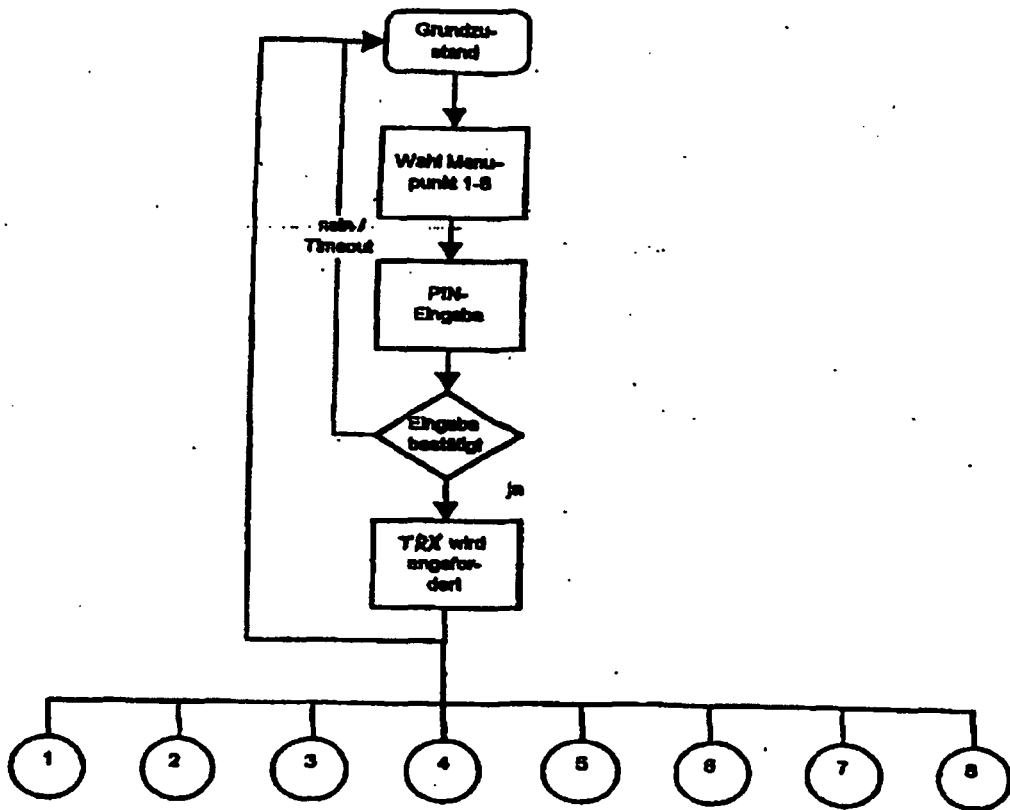 Grundzu-
stand
Wahl Menu-
punkt 1-8
nein /
Timeout
PIN-
Eingabe
Eingabe
bestätigt
ja
TRX wird
angefor-
dert
1 2 3 4 5 6 7 8